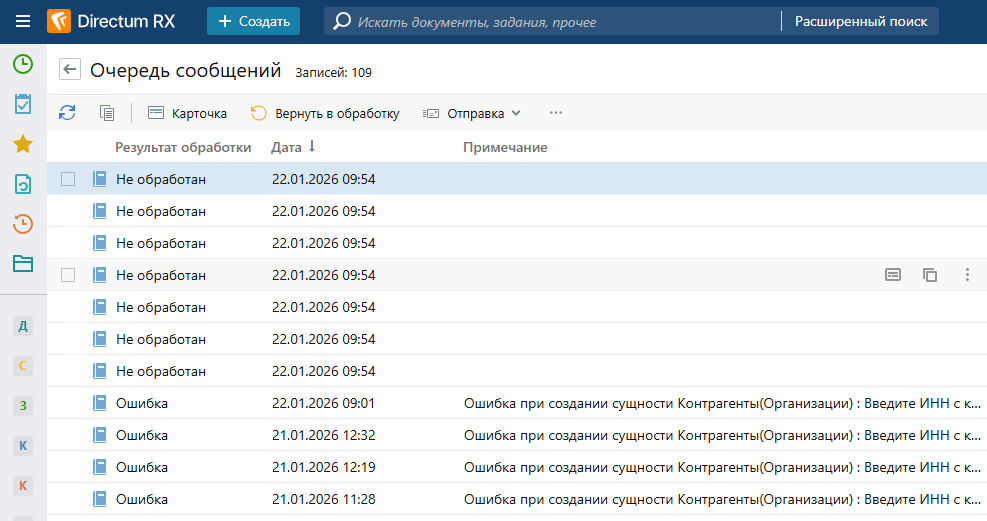 Directum RX
Создать
Искать документы, задания, прочее
Расширенный поиск
Очередь сообщений Записей: 109
Карточка Вернуть в обработку Отправка
Результат обработки Дата Примечание
Не обработан 22.01.2026 09:54
Не обработан 22.01.2026 09:54
Не обработан 22.01.2026 09:54
Не обработан 22.01.2026 09:54
Не обработан 22.01.2026 09:54
Не обработан 22.01.2026 09:54
Не обработан 22.01.2026 09:54
Ошибка 22.01.2026 09:01 Ошибка при создании сущности Контрагенты(Организации) : Введите ИНН с к...
Ошибка 21.01.2026 12:32 Ошибка при создании сущности Контрагенты(Организации) : Введите ИНН с к...
Ошибка 21.01.2026 12:19 Ошибка при создании сущности Контрагенты(Организации) : Введите ИНН с к...
Ошибка 21.01.2026 11:28 Ошибка при создании сущности Контрагенты(Организации) : Введите ИНН с к...
Д
С
З
К
К